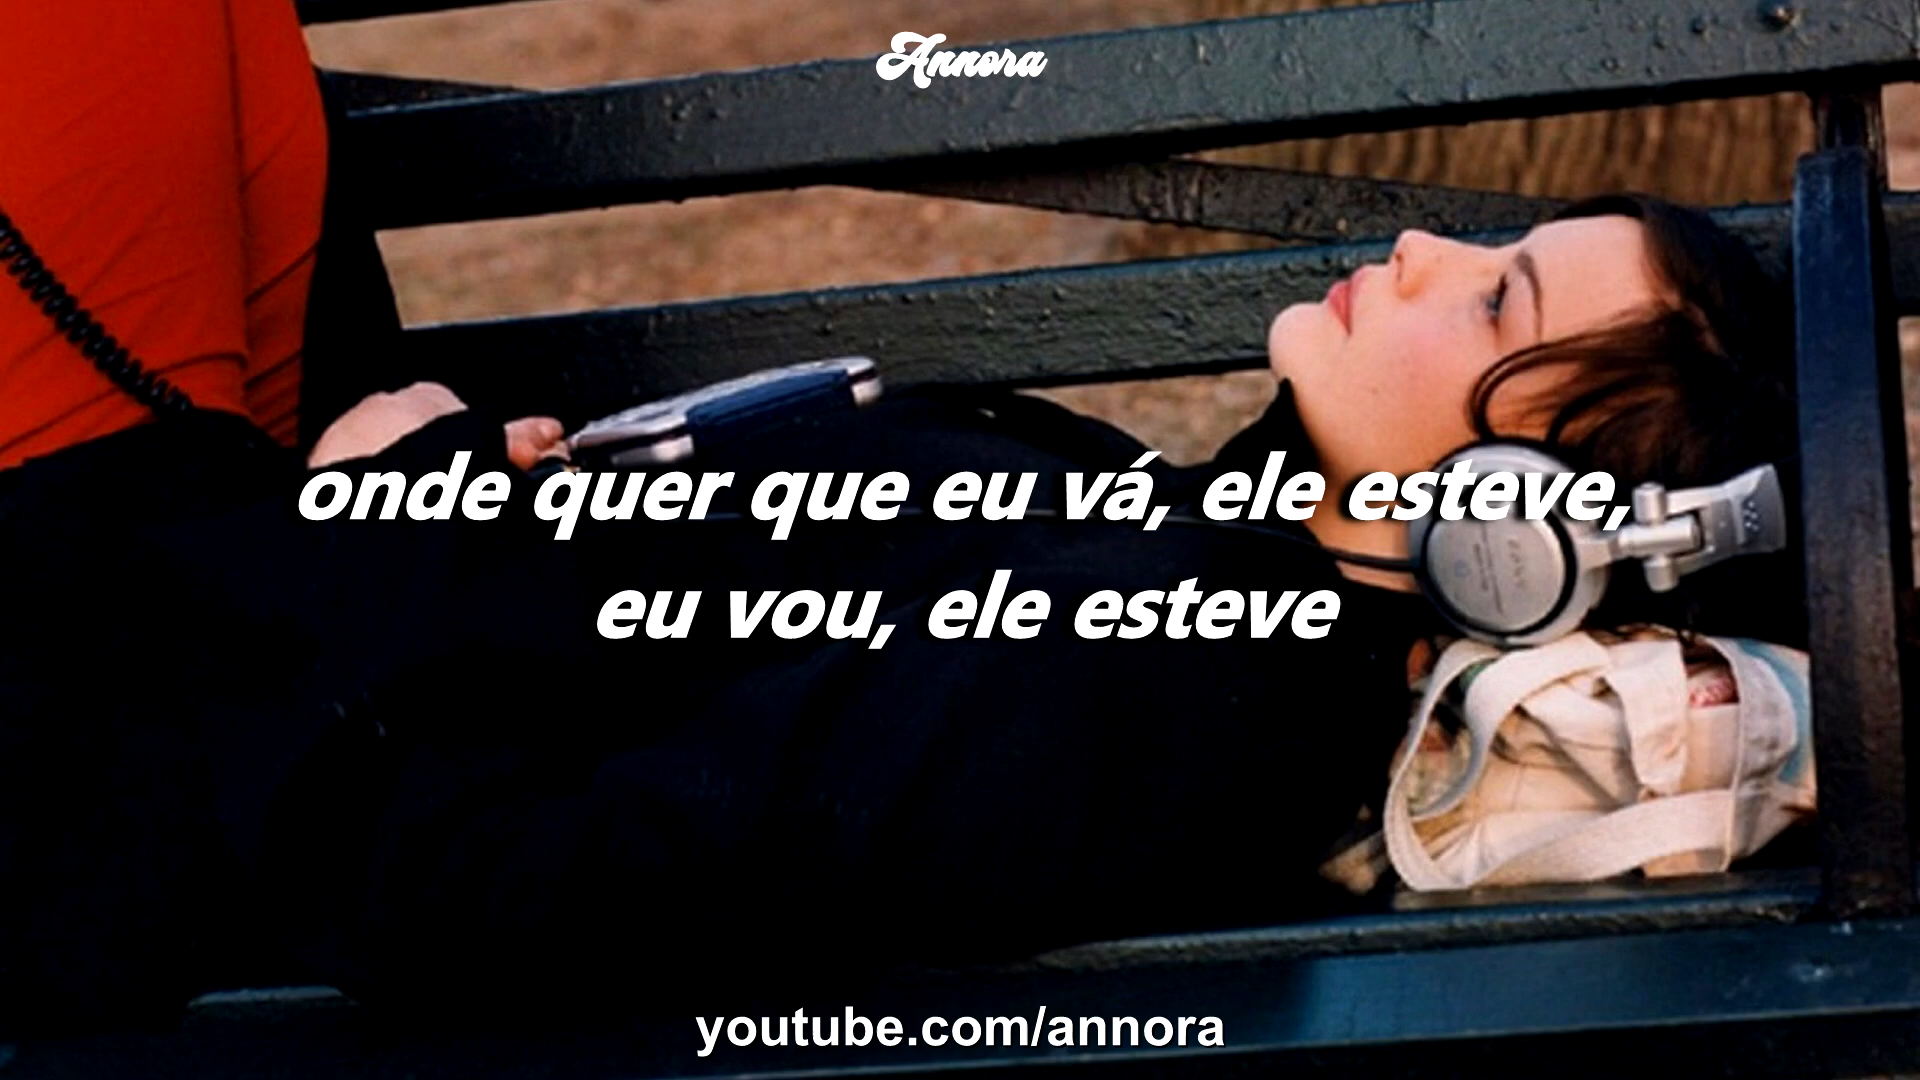 Annora
onde quer que eu vá, ele esteve,
eu vou, ele esteve
youtube.com/annora